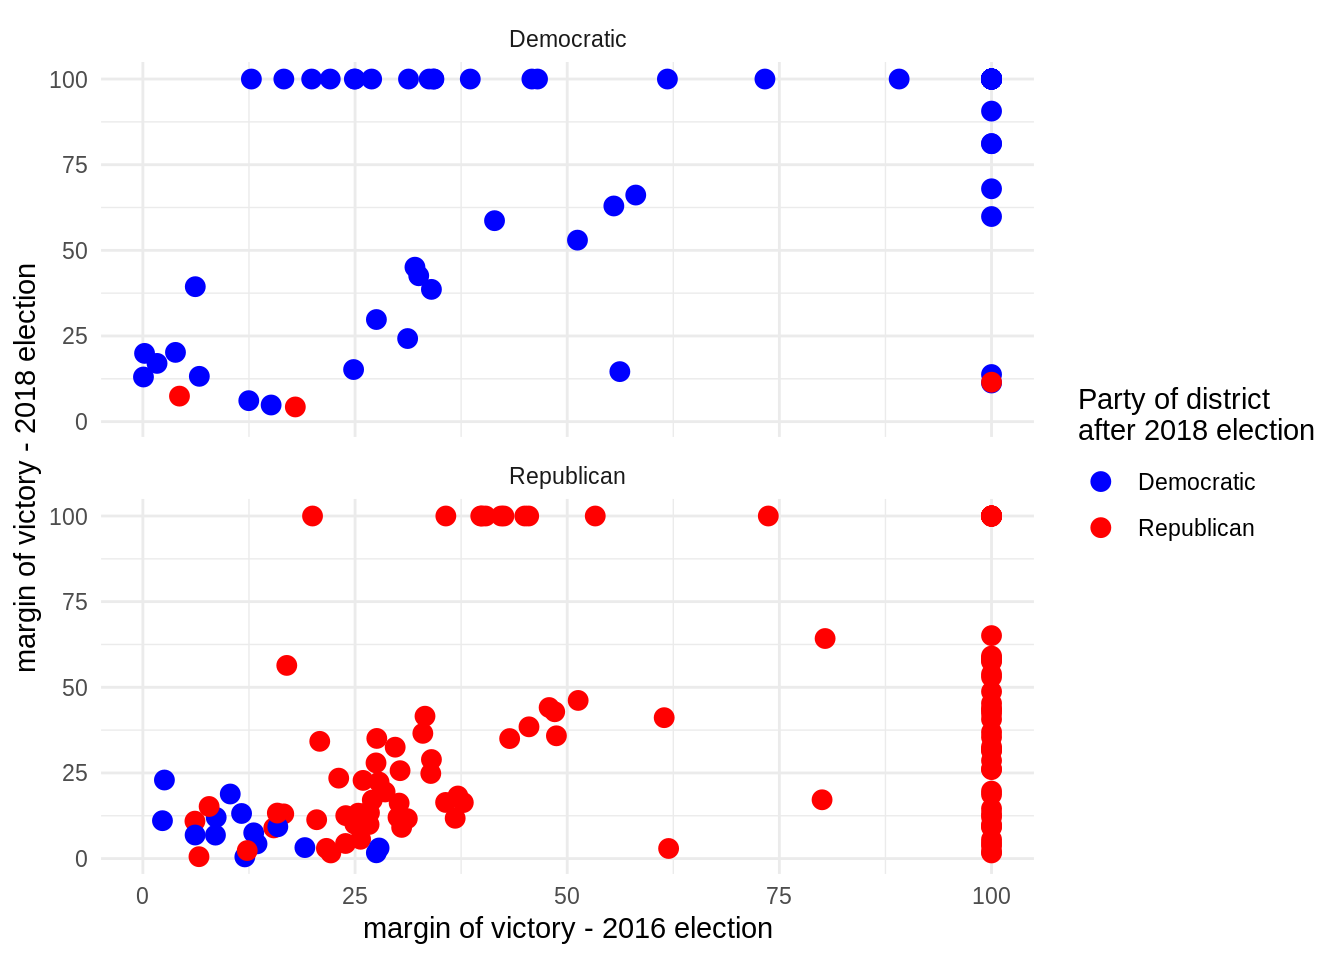 Democratic
100
75
50
25
0
Republican
100
75
50
25
0
0 25 50 75 100
margin of victory - 2016 election
margin of victory - 2018 election
Party of district
after 2018 election
Democratic
Republican